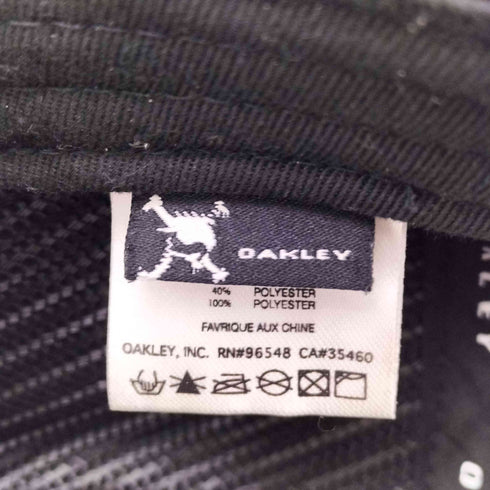 OAKLEY
40% POLYESTER
100% POLYESTER
FAVRIQUE AUX CHINE
OAKLEY, INC. RN#96548 CA#35460